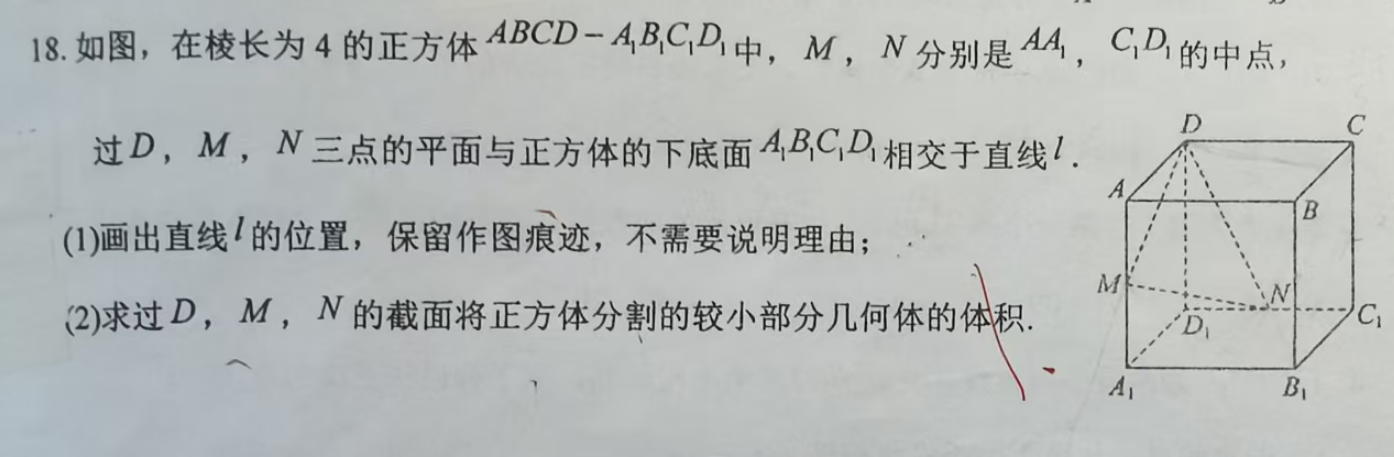 18. 如图，在棱长为 4 的正方体 ABCD－A₁B₁C₁D₁ 中，M，N 分别是 AA₁，C₁D₁ 的中点，
过 D，M，N 三点的平面与正方体的下底面 A₁B₁C₁D₁ 相交于直线 l．
(1)画出直线 l 的位置，保留作图痕迹，不需要说明理由；
(2)求过 D，M，N 的截面将正方体分割的较小部分几何体的体积.
D C
A B
M N
D₁ C₁
A₁ B₁